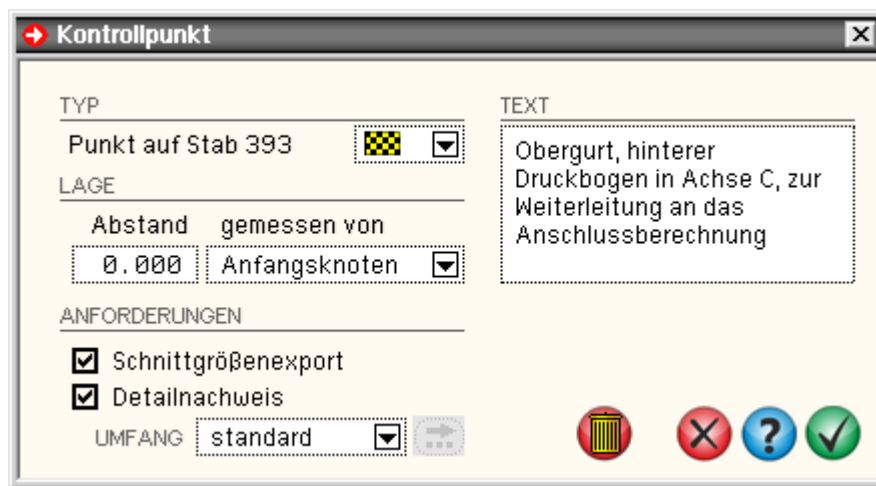 Kontrollpunkt
TYP
Punkt auf Stab 393
LAGE
Abstand gemessen von
0.000 Anfangsknoten
ANFORDERUNGEN
Schnittgrößenexport
Detailnachweis
UMFANG standard
TEXT
Obergurt, hinterer
Druckbogen in Achse C, zur
Weiterleitung an das
Anschlussberechnung